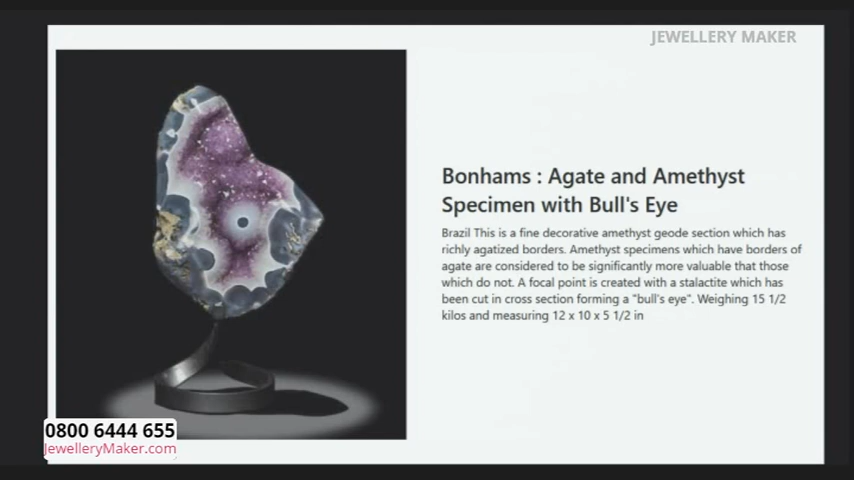 JEWELLERY MAKER
Bonhams : Agate and Amethyst
Specimen with Bull's Eye
Brazil This is a fine decorative amethyst geode section which has
richly agatized borders. Amethyst specimens which have borders of
agate are considered to be significantly more valuable that those
which do not. A focal point is created with a stalactite which has
been cut in cross section forming a "bull's eye". Weighing 15 1/2
kilos and measuring 12 x 10 x 5 1/2 in
0800 6444 655
JewelleryMaker.com